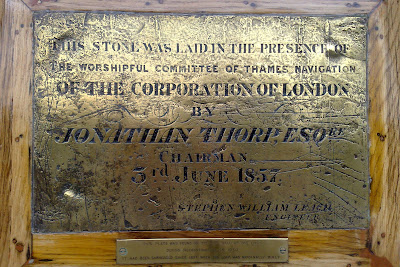 THIS STONE WAS LAID IN THE PRESENCE OF
THE WORSHIPFUL COMMITTEE OF THAMES NAVIGATION
OF THE CORPORATION OF LONDON
BY
JONATHAN THORP, ESQRE
CHAIRMAN
3rd JUNE 1857
STEPHEN WILLIAM LEACH
ENGINEER